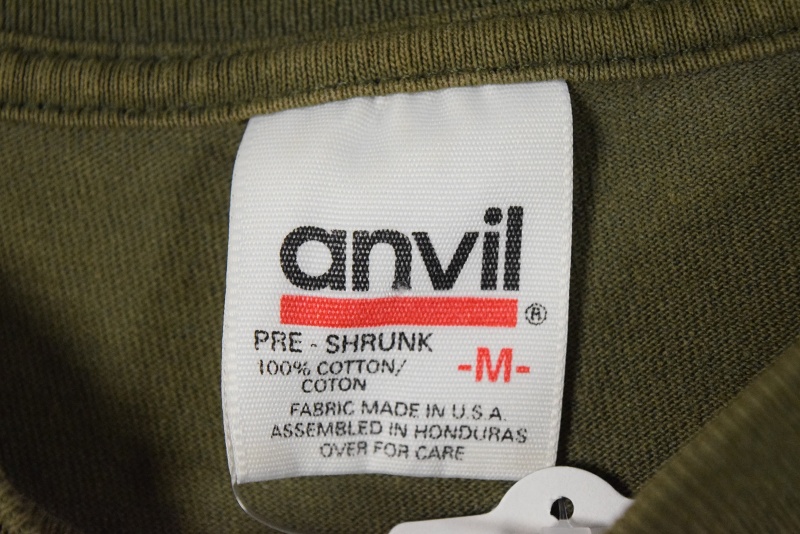 anvil
®
PRE - SHRUNK
-M-
100% COTTON/
COTON
FABRIC MADE IN U.S.A.
ASSEMBLED IN HONDURAS
OVER FOR CARE